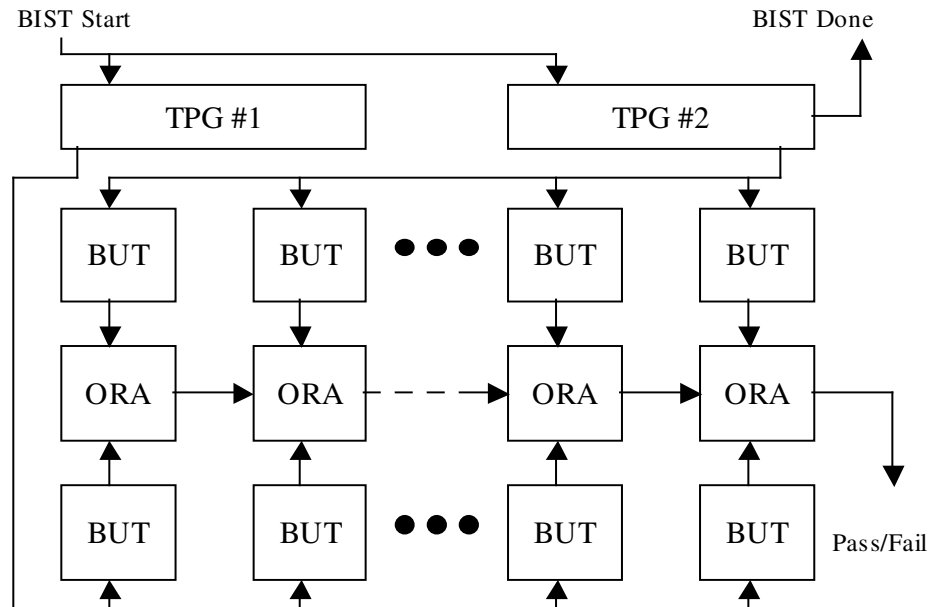 BIST Start
BIST Done
TPG #1
TPG #2
BUT
BUT
BUT
BUT
ORA
ORA
ORA
ORA
BUT
BUT
BUT
BUT
Pass/Fail